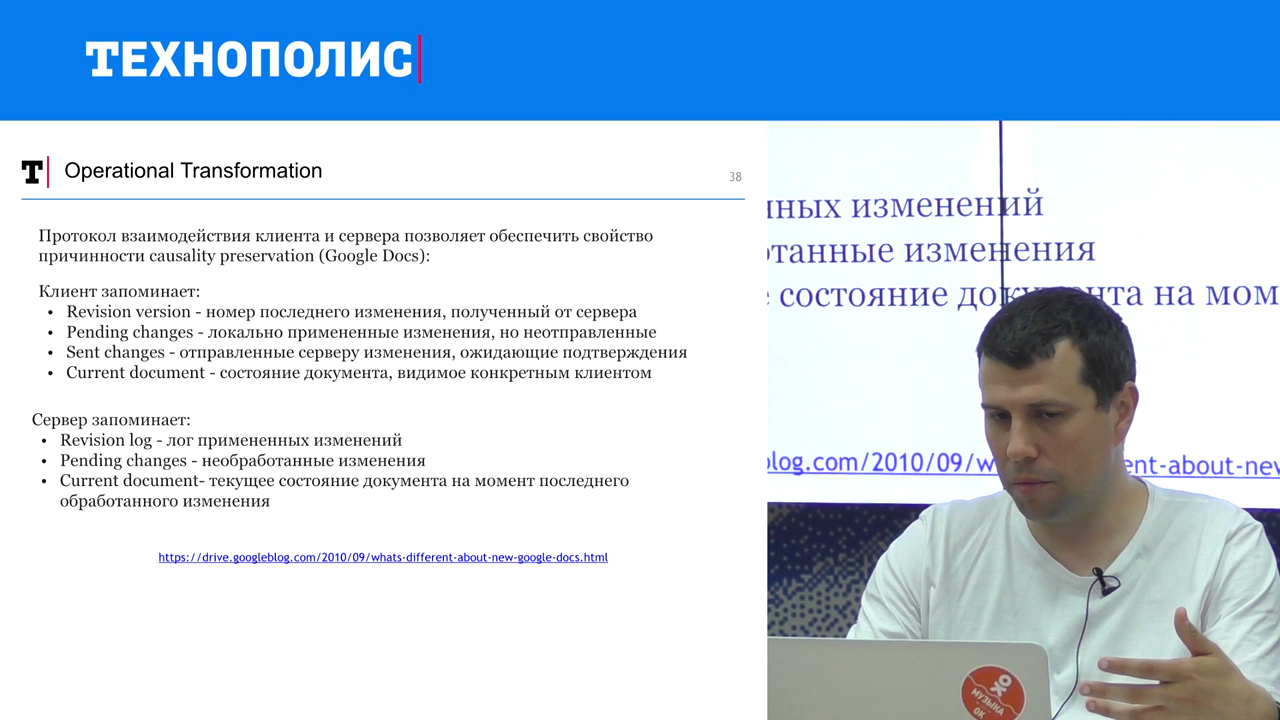 ТЕХНОПОЛИС
T Operational Transformation
38
Протокол взаимодействия клиента и сервера позволяет обеспечить свойство
причинности causality preservation (Google Docs):
Клиент запоминает:
• Revision version - номер последнего изменения, полученный от сервера
• Pending changes - локально примененные изменения, но неотправленные
• Sent changes - отправленные серверу изменения, ожидающие подтверждения
• Current document - состояние документа, видимое конкретным клиентом
Сервер запоминает:
• Revision log - лог примененных изменений
• Pending changes - необработанные изменения
• Current document- текущее состояние документа на момент последнего
обработанного изменения
https://drive.googleblog.com/2010/09/whats-different-about-new-google-docs.html
изменений
изменения
состояние на мом
blog.com/2010/09/w ent-about-new
МУЗЫКА
ОК